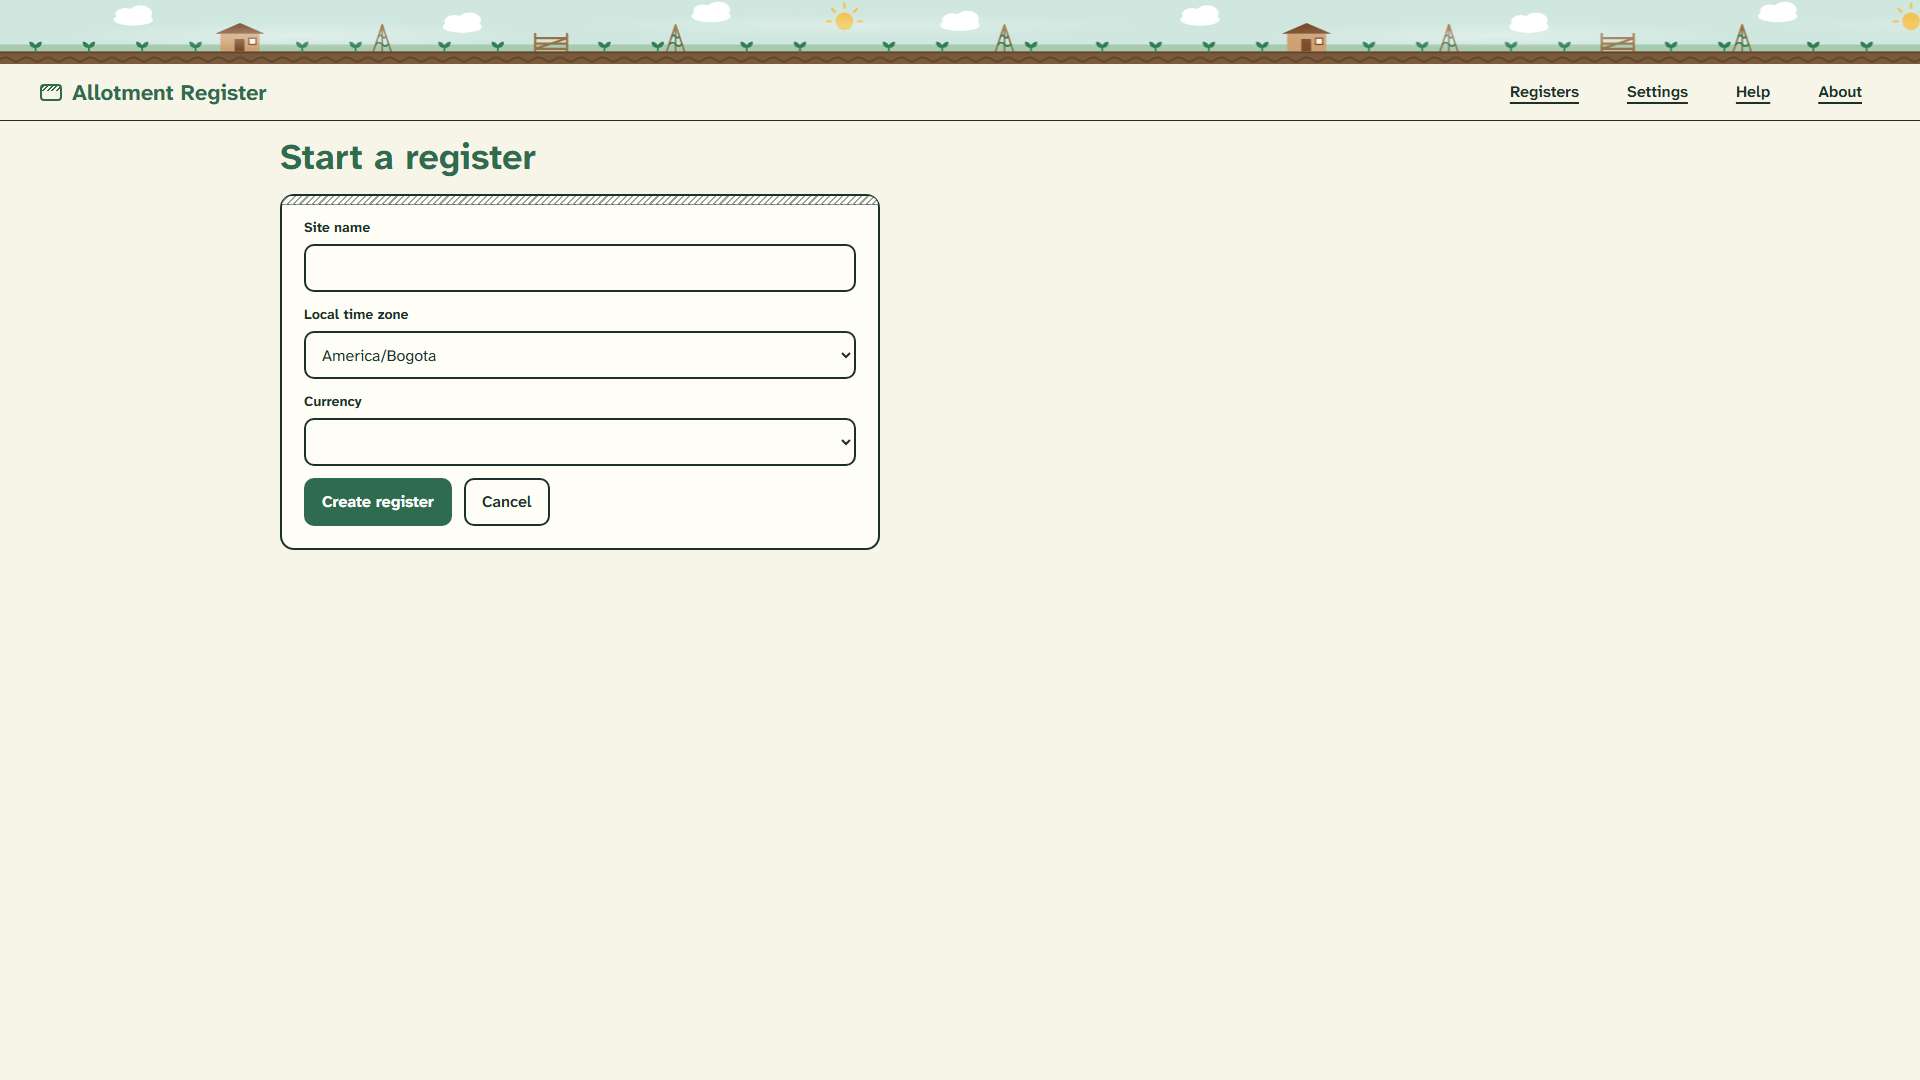 Allotment Register
Registers
Settings
Help
About
Start a register
Site name
Local time zone
America/Bogota
Currency
Create register
Cancel